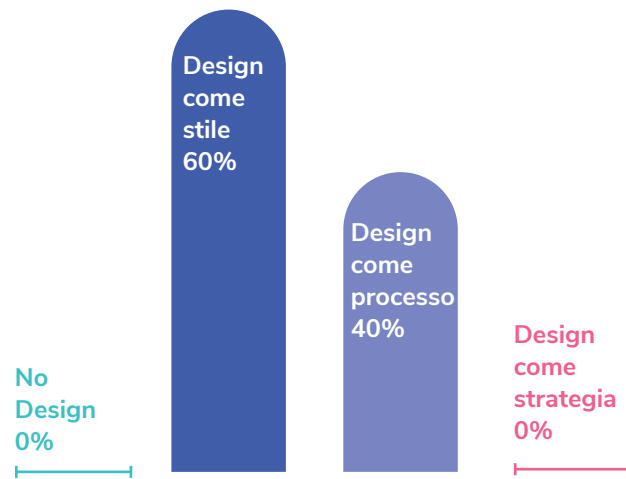 No
Design
0%
Design
come
stile
60%
Design
come
processo
40%
Design
come
strategia
0%